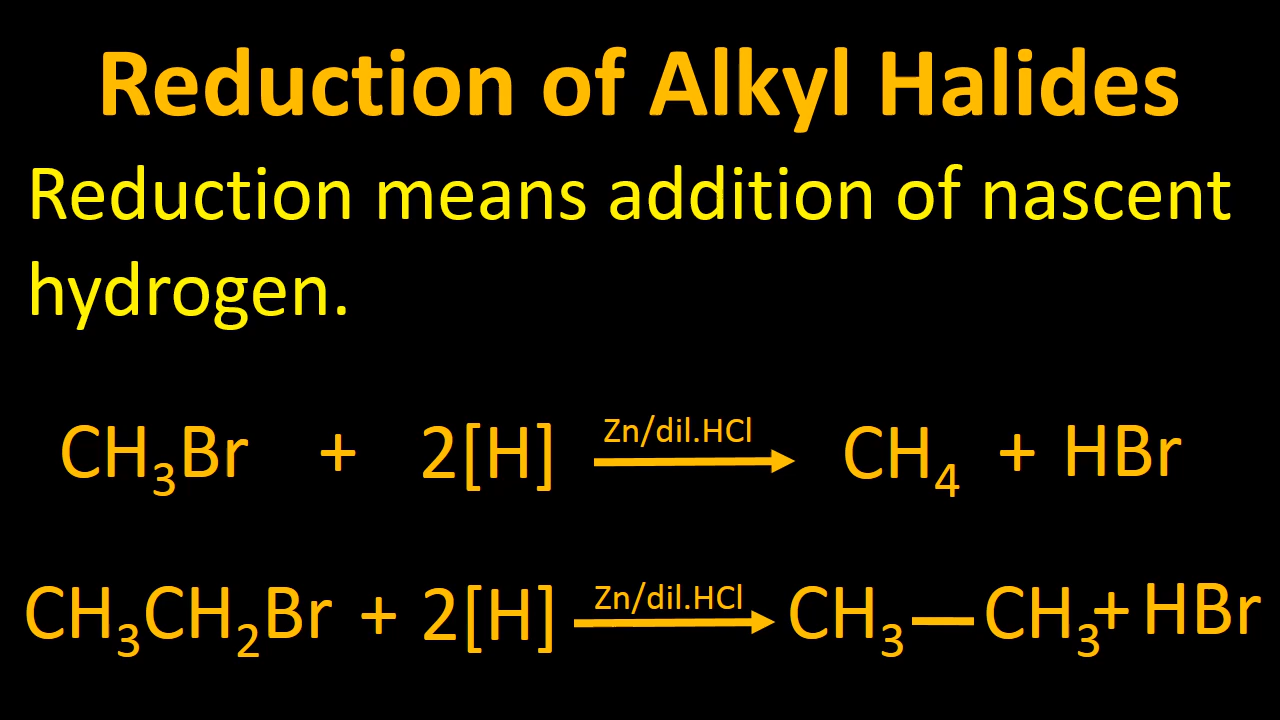 Reduction of Alkyl Halides
Reduction means addition of nascent
hydrogen.
CH₃Br + 2[H] Zn/dil.HCl → CH₄ + HBr
CH₃CH₂Br + 2[H] Zn/dil.HCl → CH₃—CH₃ + HBr